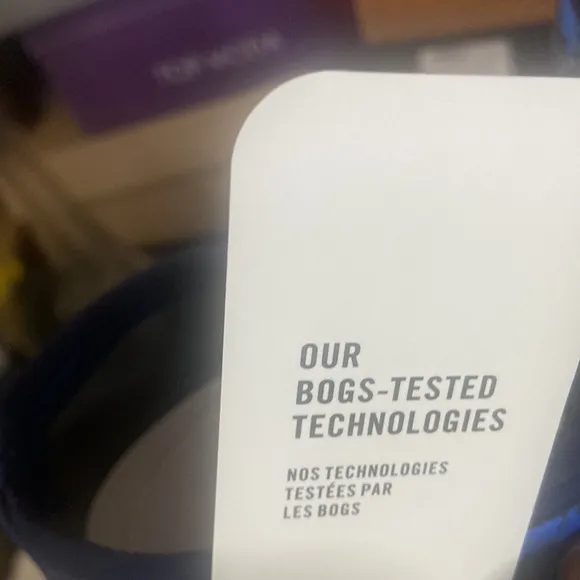 OUR
BOGS-TESTED
TECHNOLOGIES
NOS TECHNOLOGIES
TESTÉES PAR
LES BOGS